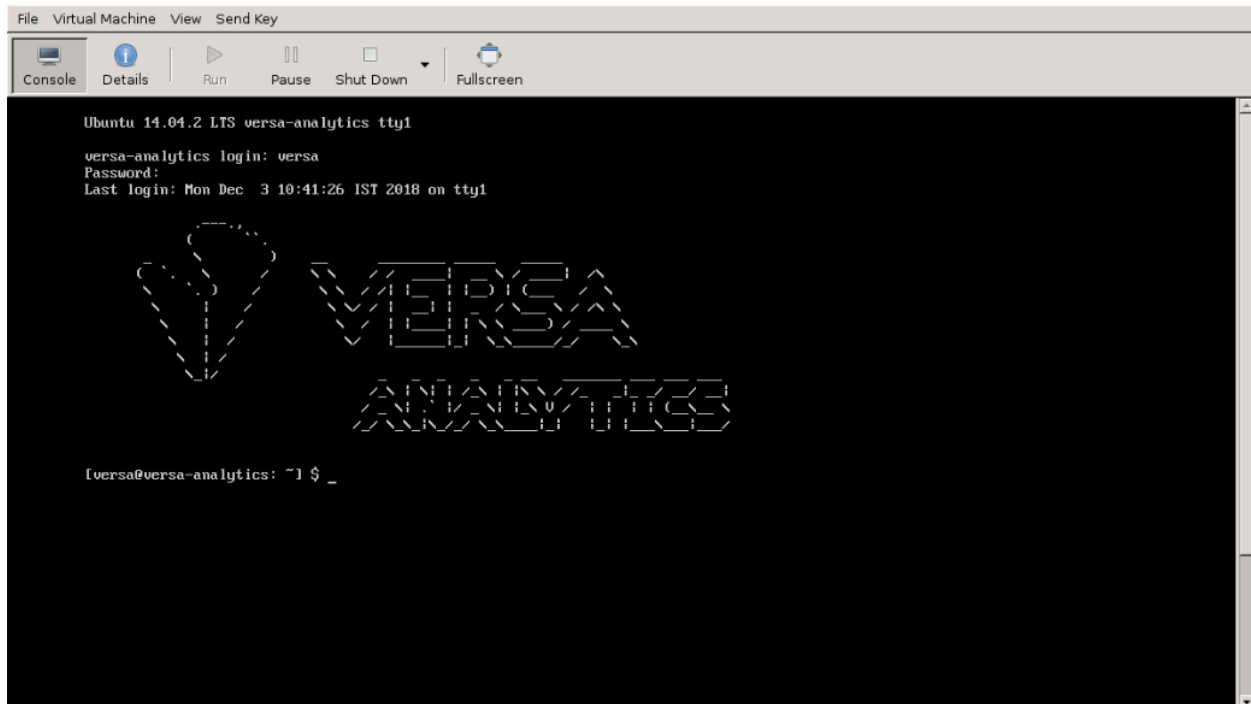 File Virtual Machine View Send Key
Console Details Run Pause Shut Down Fullscreen
Ubuntu 14.04.2 LTS versa-analytics tty1
versa-analytics login: versa
Password:
Last login: Mon Dec  3 10:41:26 IST 2018 on tty1
VERSA
ANALYTICS
[versa@versa-analytics: ~] $ _